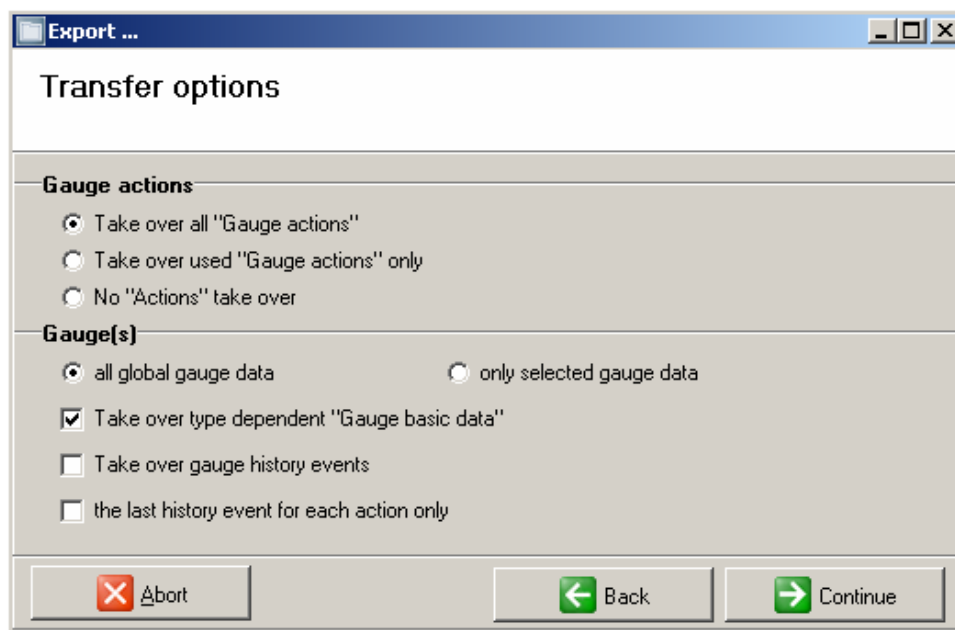 Export ...
Transfer options
Gauge actions
Take over all "Gauge actions"
Take over used "Gauge actions" only
No "Actions" take over
Gauge(s)
all global gauge data only selected gauge data
Take over type dependent "Gauge basic data"
Take over gauge history events
the last history event for each action only
Abort Back Continue